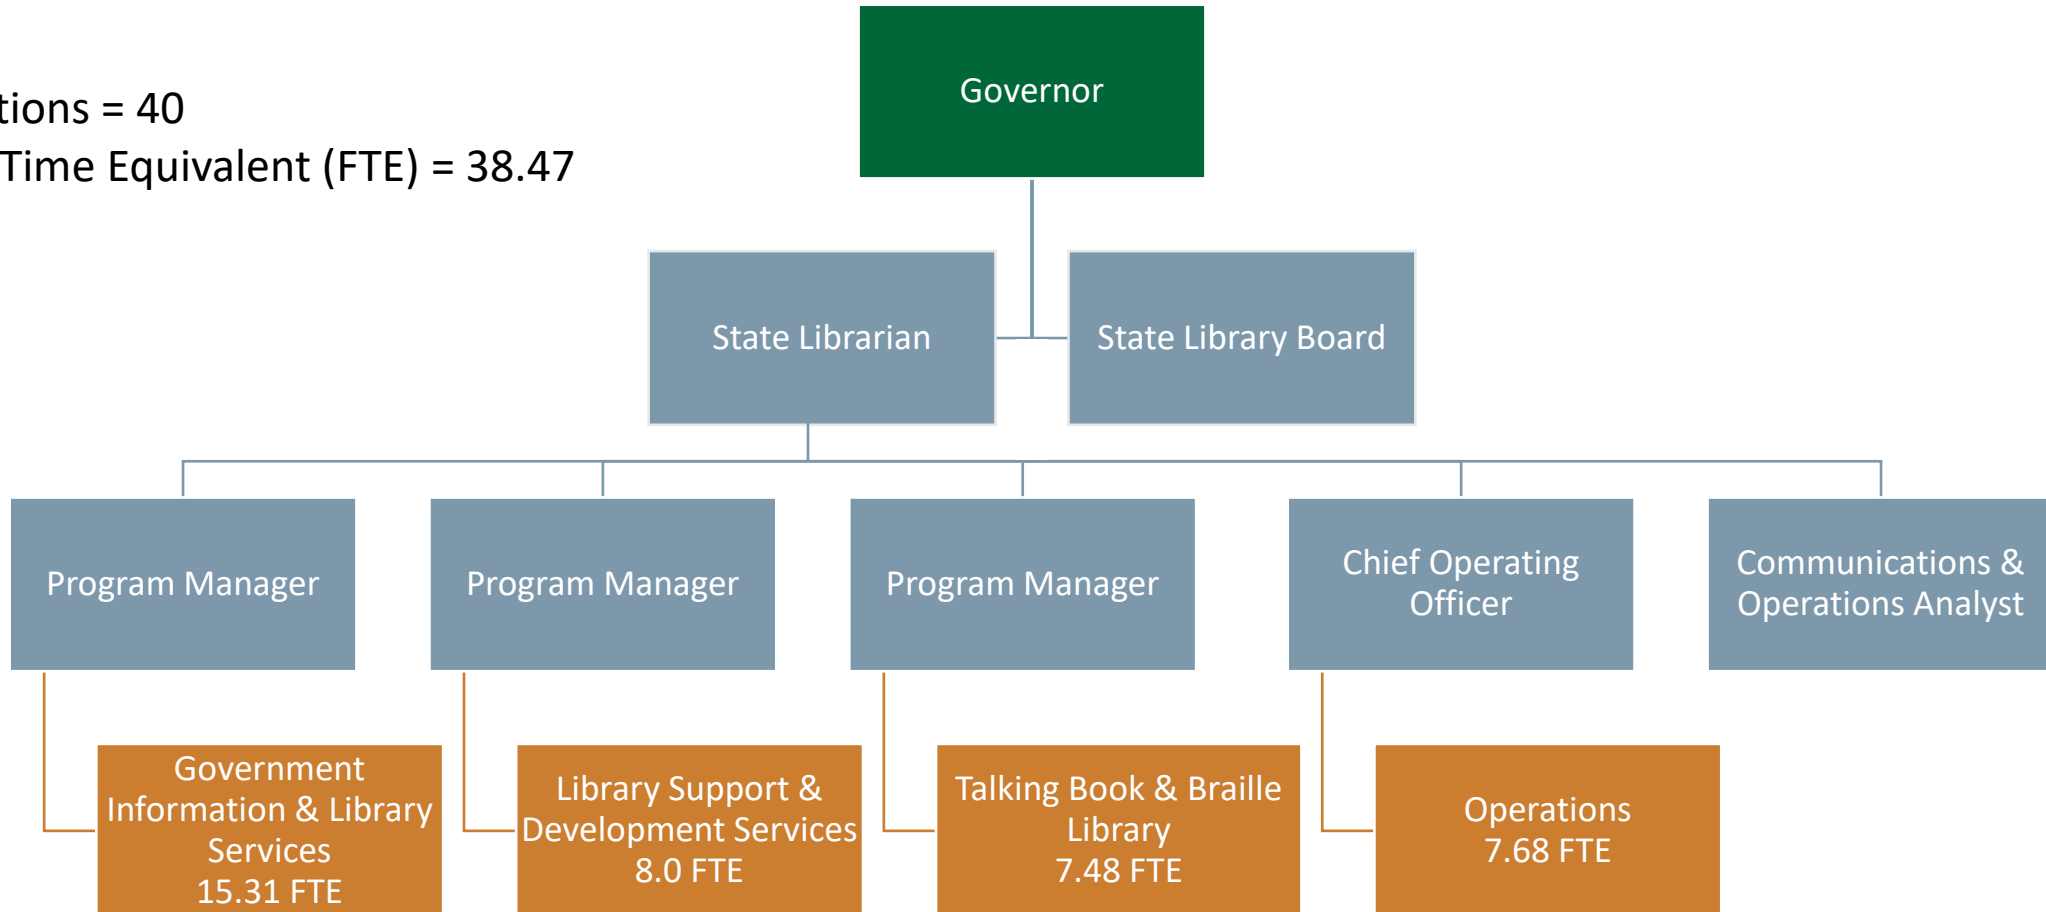 tions = 40
Time Equivalent (FTE) = 38.47
Governor
State Librarian
State Library Board
Program Manager
Program Manager
Program Manager
Chief Operating
Officer
Communications &
Operations Analyst
Government
Information & Library
Services
15.31 FTE
Library Support &
Development Services
8.0 FTE
Talking Book & Braille
Library
7.48 FTE
Operations
7.68 FTE